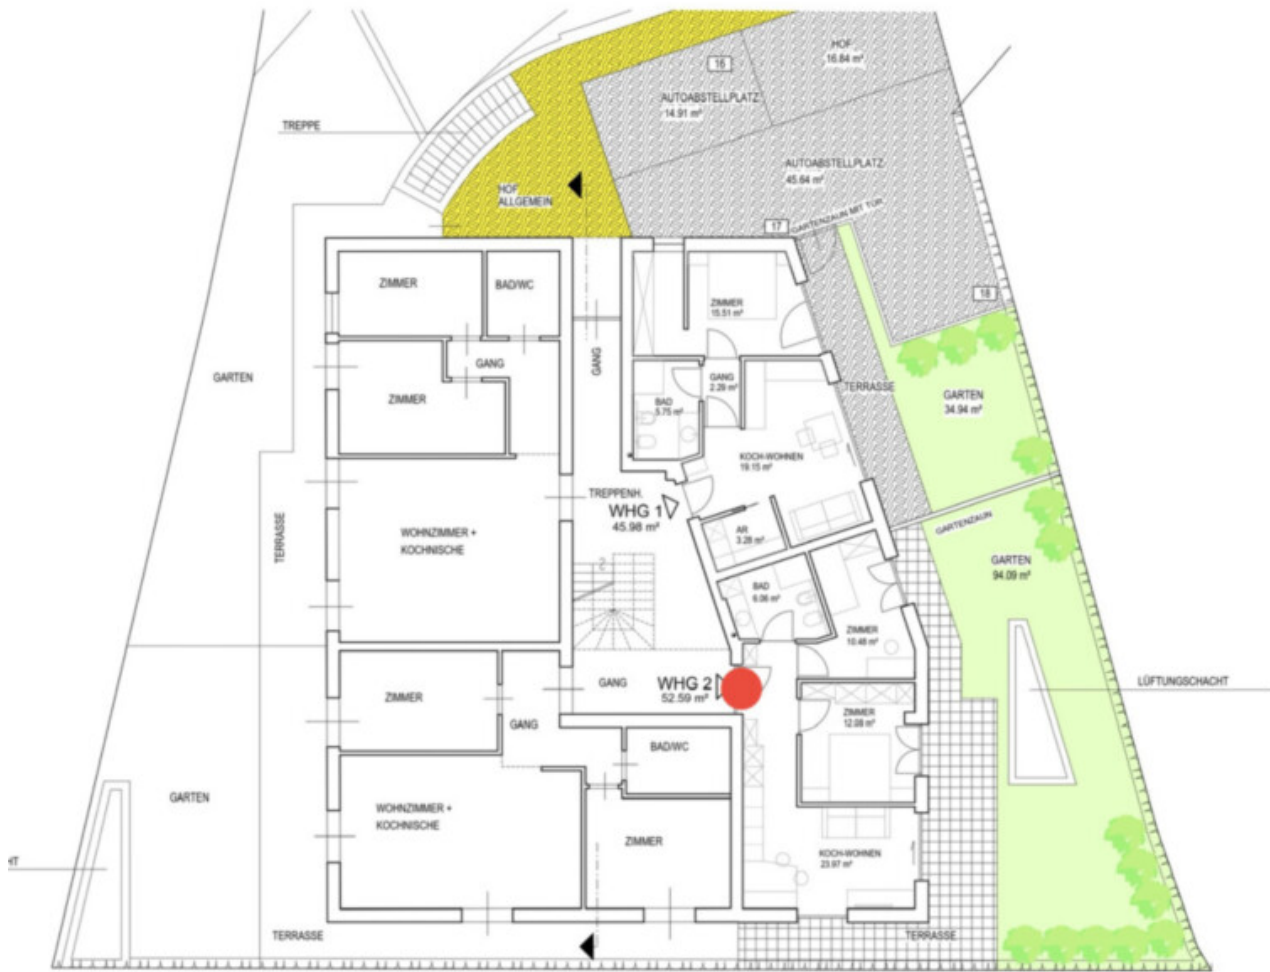 HOF
16.84 m²
16
AUTOABSTELLPLATZ
14.91 m²
TREPPE
AUTOABSTELLPLATZ
45.64 m²
HOF
ALLGEMEIN
GARTENZAUN MIT TÜR
17
ZIMMER
BAD/WC
ZIMMER
15.51 m²
18
GANG
GANG
GARTEN
GANG
2.29 m²
TERRASSE
ZIMMER
BAD
5.75 m²
GARTEN
34.94 m²
KOCH-WOHNEN
19.15 m²
TREPPENH.
WHG 1
45.98 m²
TERRASSE
WOHNZIMMER +
KOCHNISCHE
AR
3.28 m²
GARTENZAUN
GARTEN
94.09 m²
BAD
6.06 m²
ZIMMER
10.48 m²
GANG
WHG 2
52.59 m²
LÜFTUNGSCHACHT
ZIMMER
GANG
ZIMMER
12.08 m²
BAD/WC
GARTEN
WOHNZIMMER +
KOCHNISCHE
ZIMMER
KOCH-WOHNEN
23.97 m²
HT
TERRASSE
TERRASSE